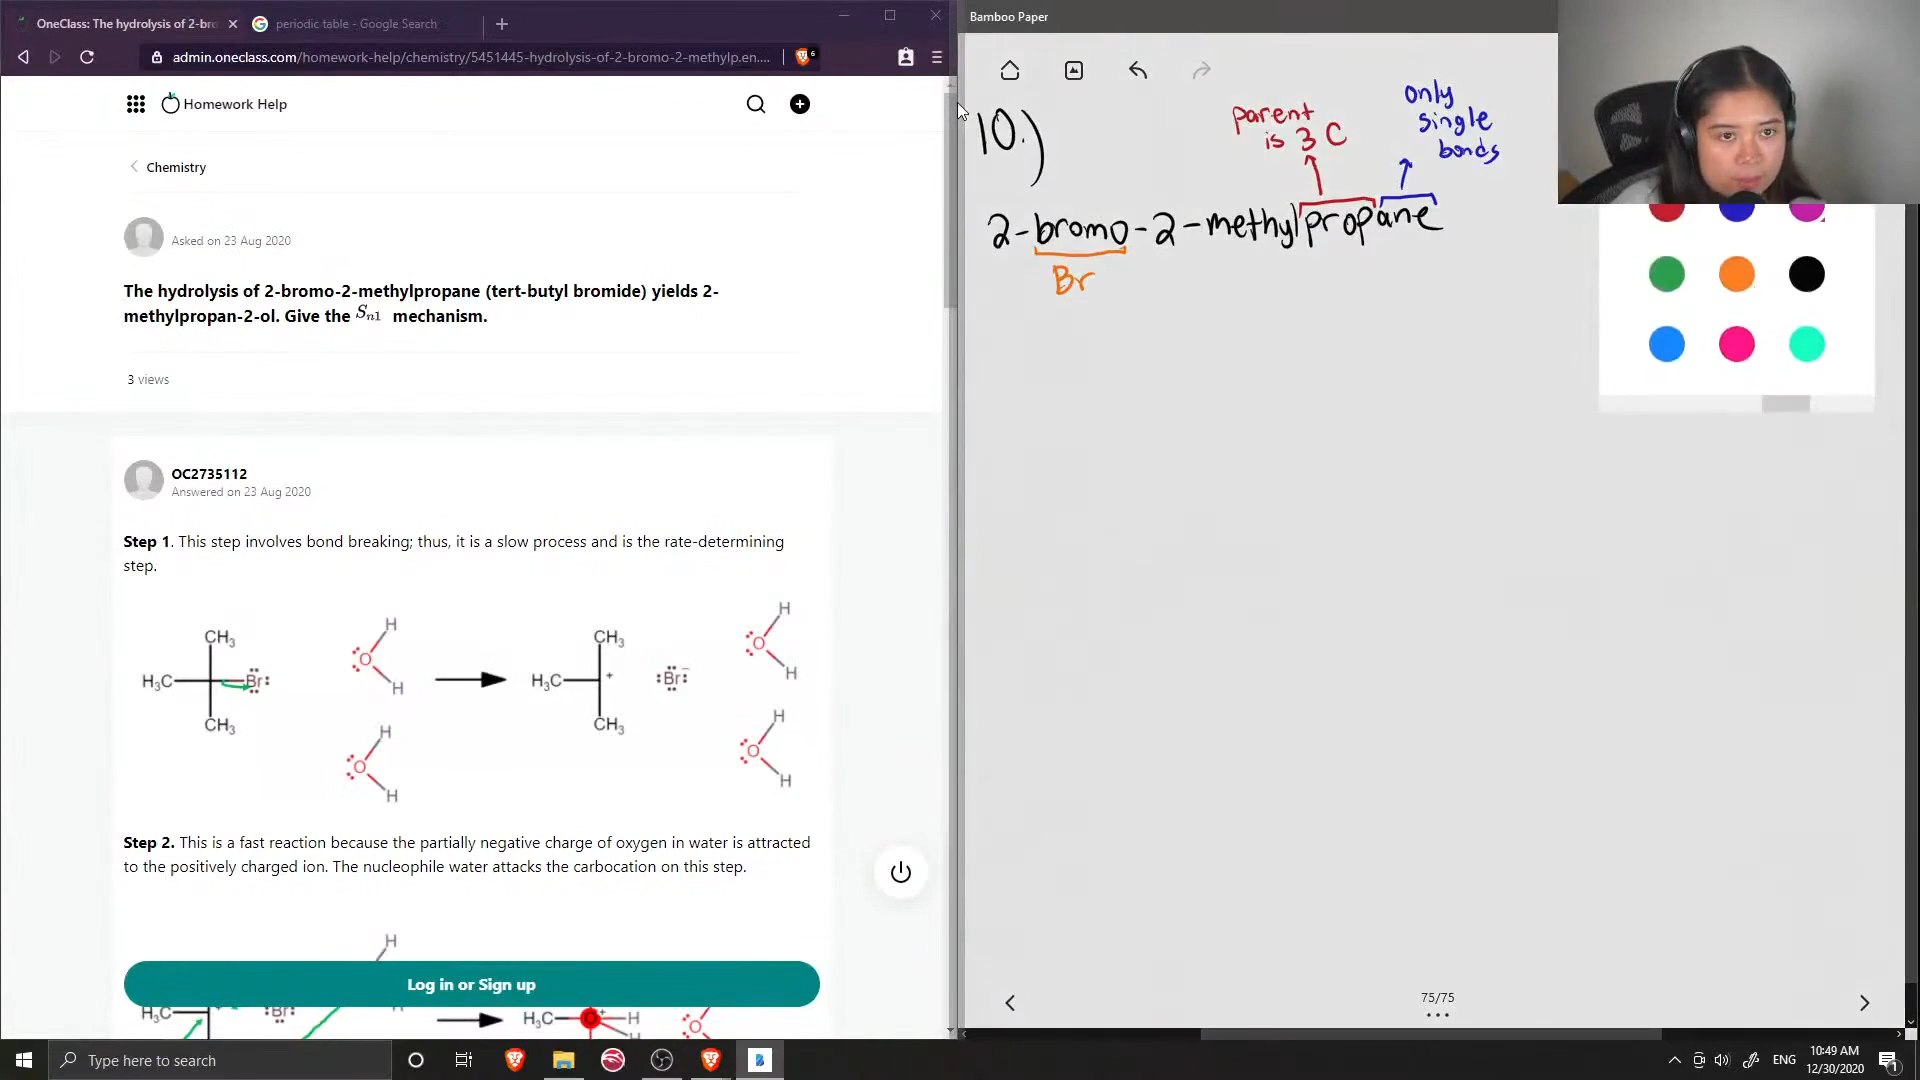 OneClass: The hydrolysis of 2-bro
periodic table - Google Search
admin.oneclass.com/homework-help/chemistry/5451445-hydrolysis-of-2-bromo-2-methylp.en....
6
Homework Help
Chemistry
Asked on 23 Aug 2020
The hydrolysis of 2-bromo-2-methylpropane (tert-butyl bromide) yields 2-
methylpropan-2-ol. Give the Sn1 mechanism.
3 views
OC2735112
Answered on 23 Aug 2020
Step 1. This step involves bond breaking; thus, it is a slow process and is the rate-determining
step.
CH3
H3C Br
CH3
H
O
H
H
O
H
CH3
H3C +
CH3
Br –
H
O
H
H
O
H
Step 2. This is a fast reaction because the partially negative charge of oxygen in water is attracted
to the positively charged ion. The nucleophile water attacks the carbocation on this step.
H
Log in or Sign up
H3C
:Br:
H3C O + H
O
Bamboo Paper
10.)
parent
is 3 C
only
single
bonds
2-bromo-2-methylpropane
Br
75/75
Type here to search
ENG
10:49 AM
12/30/2020
1